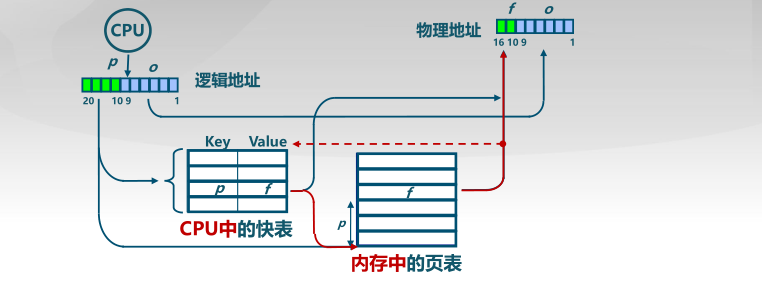 f o
物理地址
16 10 9 1
CPU
p o
逻辑地址
20 10 9 1
Key Value
p f
f
p
CPU中的快表
内存中的页表